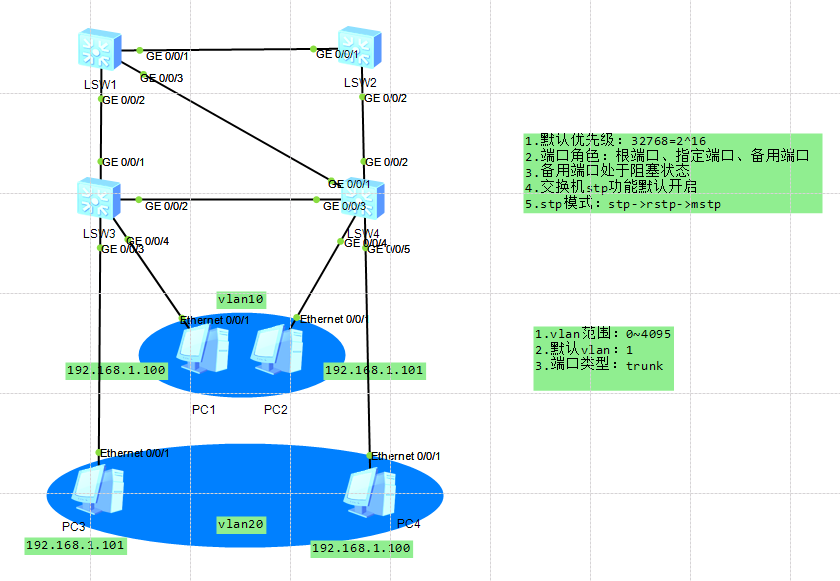 GE 0/0/1
GE 0/0/1
GE 0/0/3
LSW1
LSW2
GE 0/0/2
GE 0/0/2
GE 0/0/1
GE 0/0/2
GE 0/0/1
GE 0/0/2
GE 0/0/3
LSW3
LSW4
GE 0/0/4
GE 0/0/3
GE 0/0/4
GE 0/0/5
1.默认优先级：32768=2^16
2.端口角色：根端口、指定端口、备用端口
3.备用端口处于阻塞状态
4.交换机stp功能默认开启
5.stp模式：stp->rstp->mstp
vlan10
Ethernet 0/0/1
Ethernet 0/0/1
192.168.1.100
192.168.1.101
PC1
PC2
1.vlan范围：0~4095
2.默认vlan：1
3.端口类型：trunk
Ethernet 0/0/1
Ethernet 0/0/1
PC3
vlan20
PC4
192.168.1.101
192.168.1.100